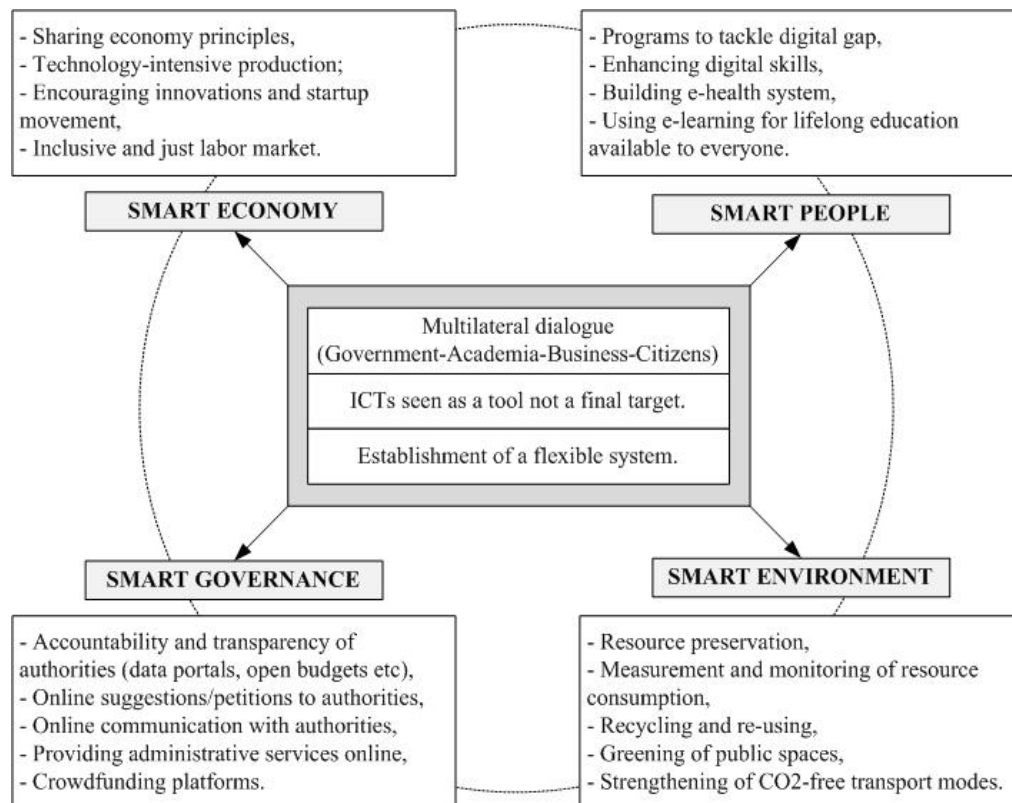 - Sharing economy principles,
- Technology-intensive production;
- Encouraging innovations and startup
movement,
- Inclusive and just labor market.
SMART ECONOMY
- Programs to tackle digital gap,
- Enhancing digital skills,
- Building e-health system,
- Using e-learning for lifelong education
available to everyone.
SMART PEOPLE
Multilateral dialogue
(Government-Academia-Business-Citizens)
ICTs seen as a tool not a final target.
Establishment of a flexible system.
SMART GOVERNANCE
- Accountability and transparency of
authorities (data portals, open budgets etc),
- Online suggestions/petitions to authorities,
- Online communication with authorities,
- Providing administrative services online,
- Crowdfunding platforms.
SMART ENVIRONMENT
- Resource preservation,
- Measurement and monitoring of resource
consumption,
- Recycling and re-using,
- Greening of public spaces,
- Strengthening of CO2-free transport modes.